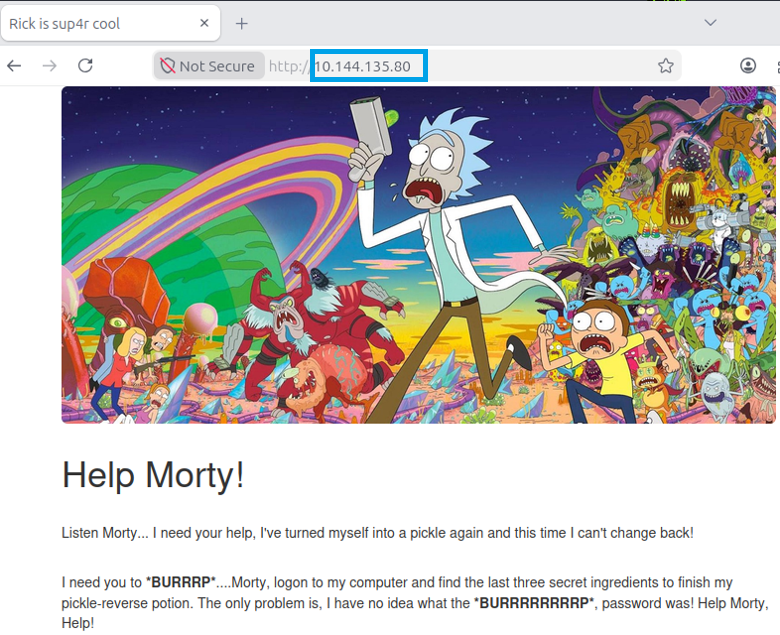 Rick is sup4r cool
Not Secure http://10.144.135.80
Help Morty!
Listen Morty... I need your help, I've turned myself into a pickle again and this time I can't change back!
I need you to *BURRRP*....Morty, logon to my computer and find the last three secret ingredients to finish my
pickle-reverse potion. The only problem is, I have no idea what the *BURRRRRRRRP*, password was! Help Morty,
Help!